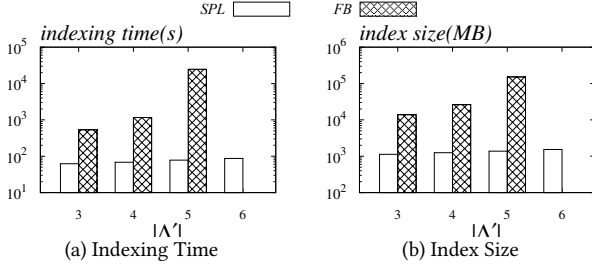 SPL FB
indexing time(s) index size(MB)
10^5 10^6
10^4 10^5
10^3 10^4
10^2 10^3
10^1 10^2
3 4 5 6 3 4 5 6
|Λ′| |Λ′|
(a) Indexing Time (b) Index Size